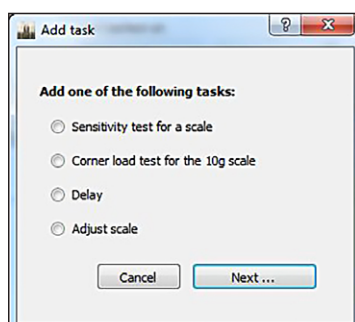 Add task
Add one of the following tasks:
Sensitivity test for a scale
Corner load test for the 10g scale
Delay
Adjust scale
Cancel
Next ...